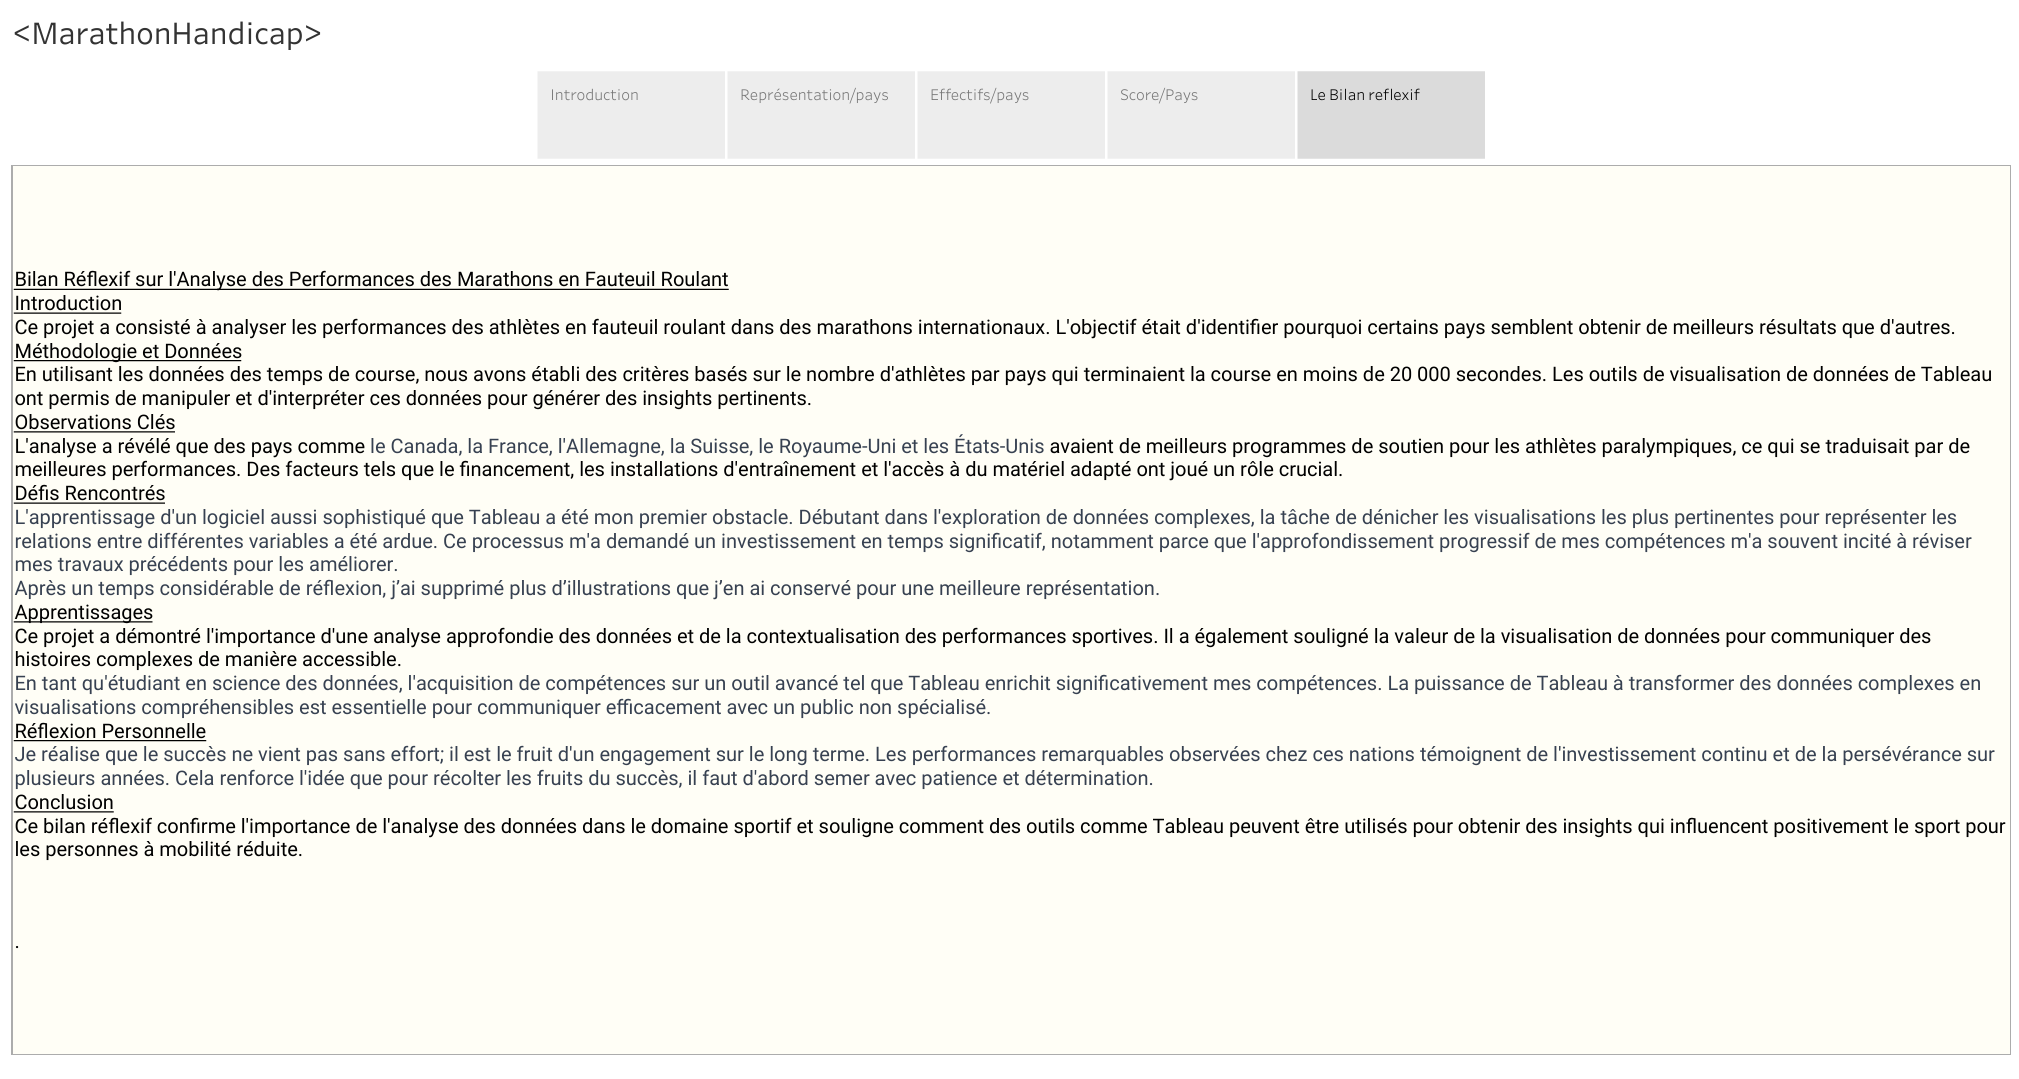 <MarathonHandicap>
Introduction
Représentation/pays
Effectifs/pays
Score/Pays
Le Bilan reflexif
Bilan Réflexif sur l'Analyse des Performances des Marathons en Fauteuil Roulant
Introduction
Ce projet a consisté à analyser les performances des athlètes en fauteuil roulant dans des marathons internationaux. L'objectif était d'identifier pourquoi certains pays semblent obtenir de meilleurs résultats que d'autres.
Méthodologie et Données
En utilisant les données des temps de course, nous avons établi des critères basés sur le nombre d'athlètes par pays qui terminaient la course en moins de 20 000 secondes. Les outils de visualisation de données de Tableau
ont permis de manipuler et d'interpréter ces données pour générer des insights pertinents.
Observations Clés
L'analyse a révélé que des pays comme le Canada, la France, l'Allemagne, la Suisse, le Royaume-Uni et les États-Unis avaient de meilleurs programmes de soutien pour les athlètes paralympiques, ce qui se traduisait par de
meilleures performances. Des facteurs tels que le financement, les installations d'entraînement et l'accès à du matériel adapté ont joué un rôle crucial.
Défis Rencontrés
L'apprentissage d'un logiciel aussi sophistiqué que Tableau a été mon premier obstacle. Débutant dans l'exploration de données complexes, la tâche de dénicher les visualisations les plus pertinentes pour représenter les
relations entre différentes variables a été ardue. Ce processus m'a demandé un investissement en temps significatif, notamment parce que l'approfondissement progressif de mes compétences m'a souvent incité à réviser
mes travaux précédents pour les améliorer.
Après un temps considérable de réflexion, j’ai supprimé plus d’illustrations que j’en ai conservé pour une meilleure représentation.
Apprentissages
Ce projet a démontré l'importance d'une analyse approfondie des données et de la contextualisation des performances sportives. Il a également souligné la valeur de la visualisation de données pour communiquer des
histoires complexes de manière accessible.
En tant qu'étudiant en science des données, l'acquisition de compétences sur un outil avancé tel que Tableau enrichit significativement mes compétences. La puissance de Tableau à transformer des données complexes en
visualisations compréhensibles est essentielle pour communiquer efficacement avec un public non spécialisé.
Réflexion Personnelle
Je réalise que le succès ne vient pas sans effort; il est le fruit d'un engagement sur le long terme. Les performances remarquables observées chez ces nations témoignent de l'investissement continu et de la persévérance sur
plusieurs années. Cela renforce l'idée que pour récolter les fruits du succès, il faut d'abord semer avec patience et détermination.
Conclusion
Ce bilan réflexif confirme l'importance de l'analyse des données dans le domaine sportif et souligne comment des outils comme Tableau peuvent être utilisés pour obtenir des insights qui influencent positivement le sport pour
les personnes à mobilité réduite.
.